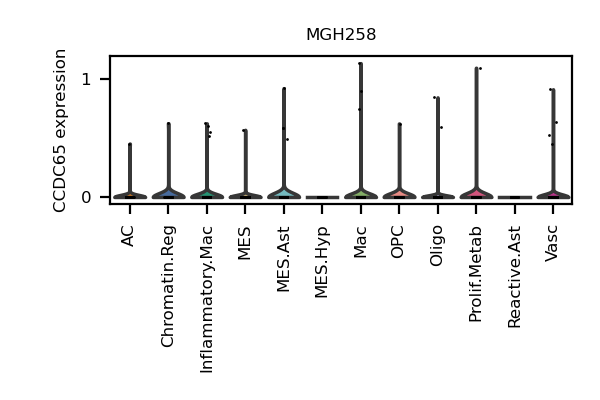 MGH258
CCDC65 expression
1
0
AC
Chromatin.Reg
Inflammatory.Mac
MES
MES.Ast
MES.Hyp
Mac
OPC
Oligo
Prolif.Metab
Reactive.Ast
Vasc